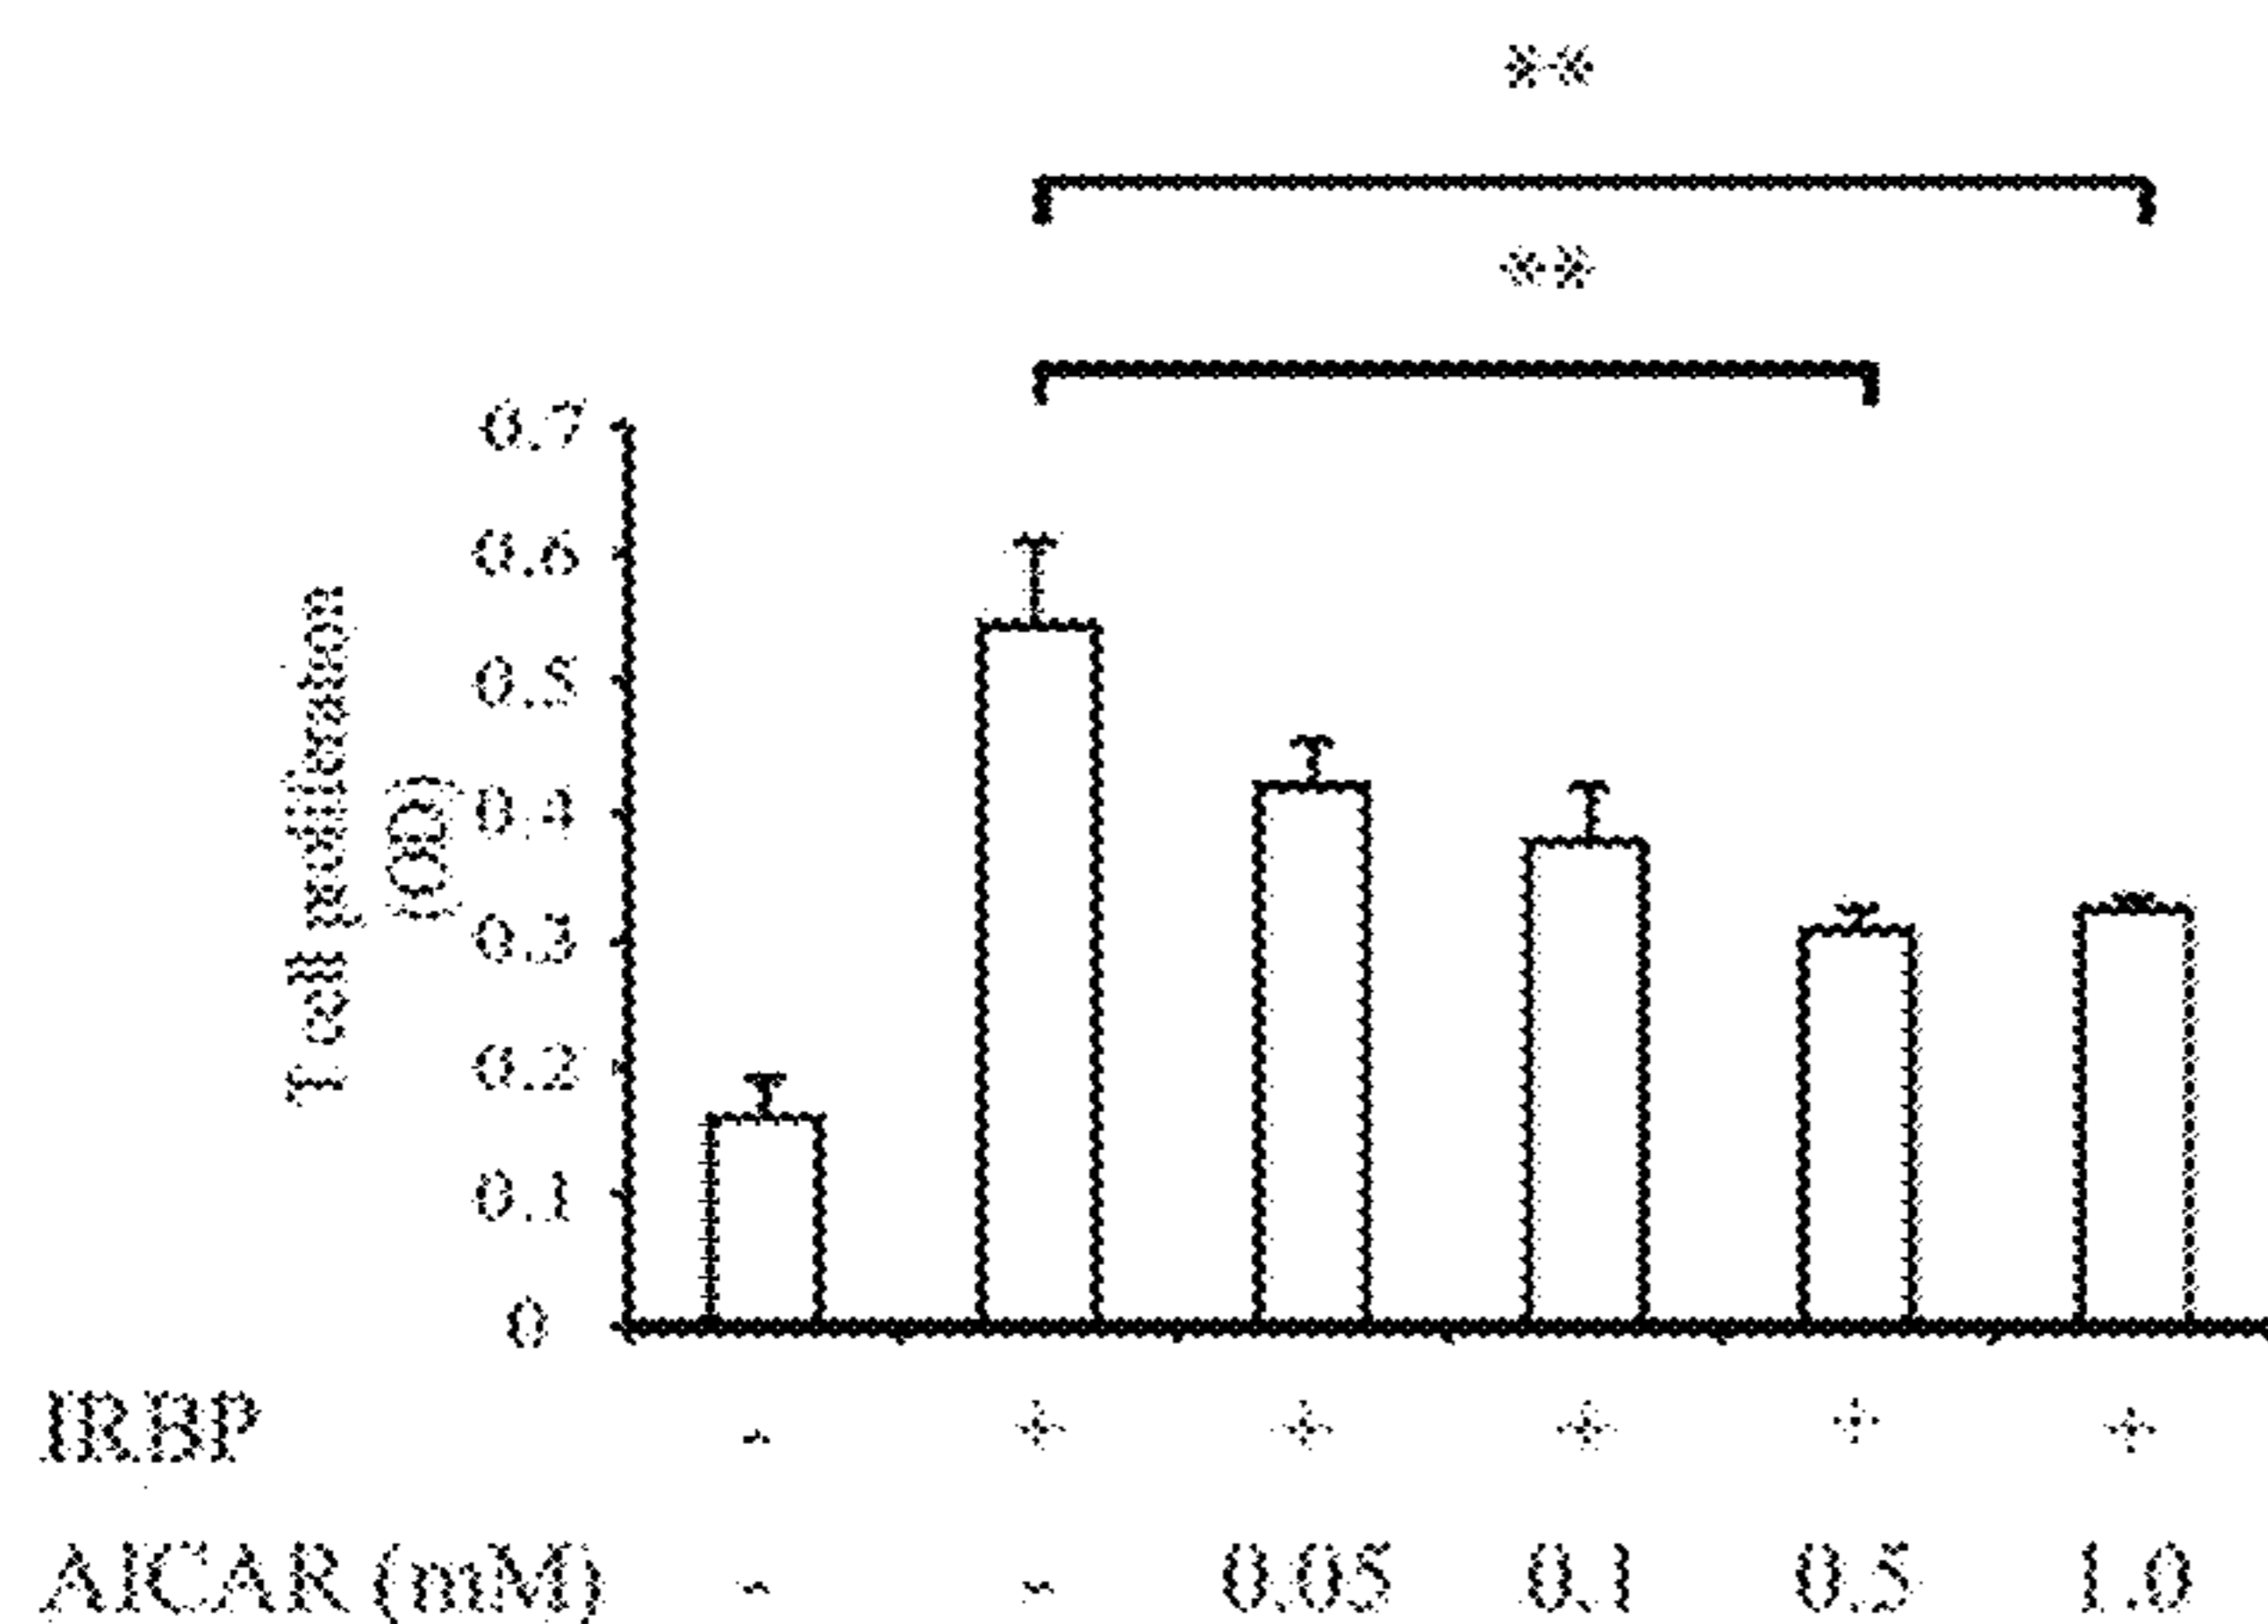 **
**
0.7
0.6
0.5
0.4
0.3
0.2
0.1
0
T cell proliferation
(OD)
IRBP - + + + + +
AICAR (mM) - - 0.05 0.1 0.5 1.0